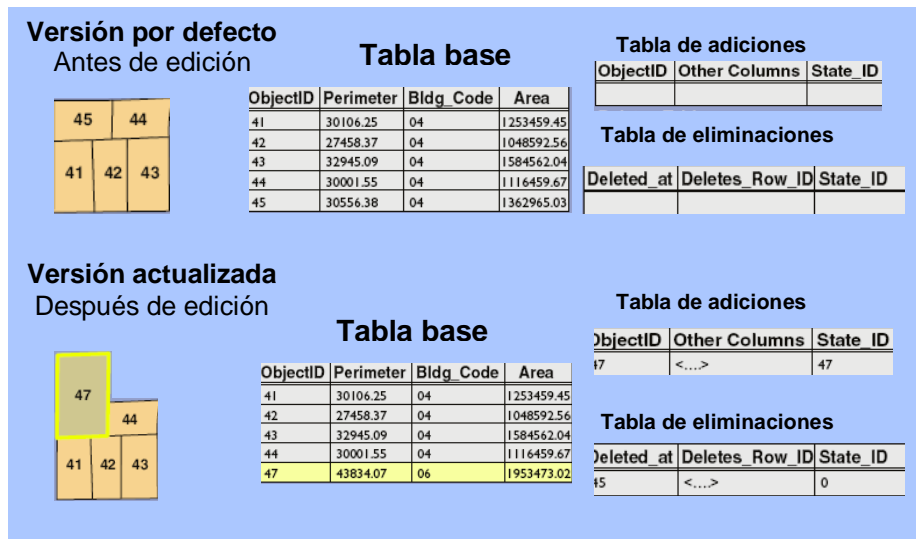 Versión por defecto
Antes de edición
45 44
41 42 43
Tabla base
ObjectID Perimeter Bldg_Code Area
41 30106.25 04 1253459.45
42 27458.37 04 1048592.56
43 32945.09 04 1584562.04
44 30001.55 04 1116459.67
45 30556.38 04 1362965.03
Tabla de adiciones
ObjectID Other Columns State_ID
Tabla de eliminaciones
Deleted_at Deletes_Row_ID State_ID
Versión actualizada
Después de edición
47
44
41 42 43
Tabla base
ObjectID Perimeter Bldg_Code Area
41 30106.25 04 1253459.45
42 27458.37 04 1048592.56
43 32945.09 04 1584562.04
44 30001.55 04 1116459.67
47 43834.07 06 1953473.02
Tabla de adiciones
ObjectID Other Columns State_ID
47 <....> 47
Tabla de eliminaciones
Deleted_at Deletes_Row_ID State_ID
45 <....> 0